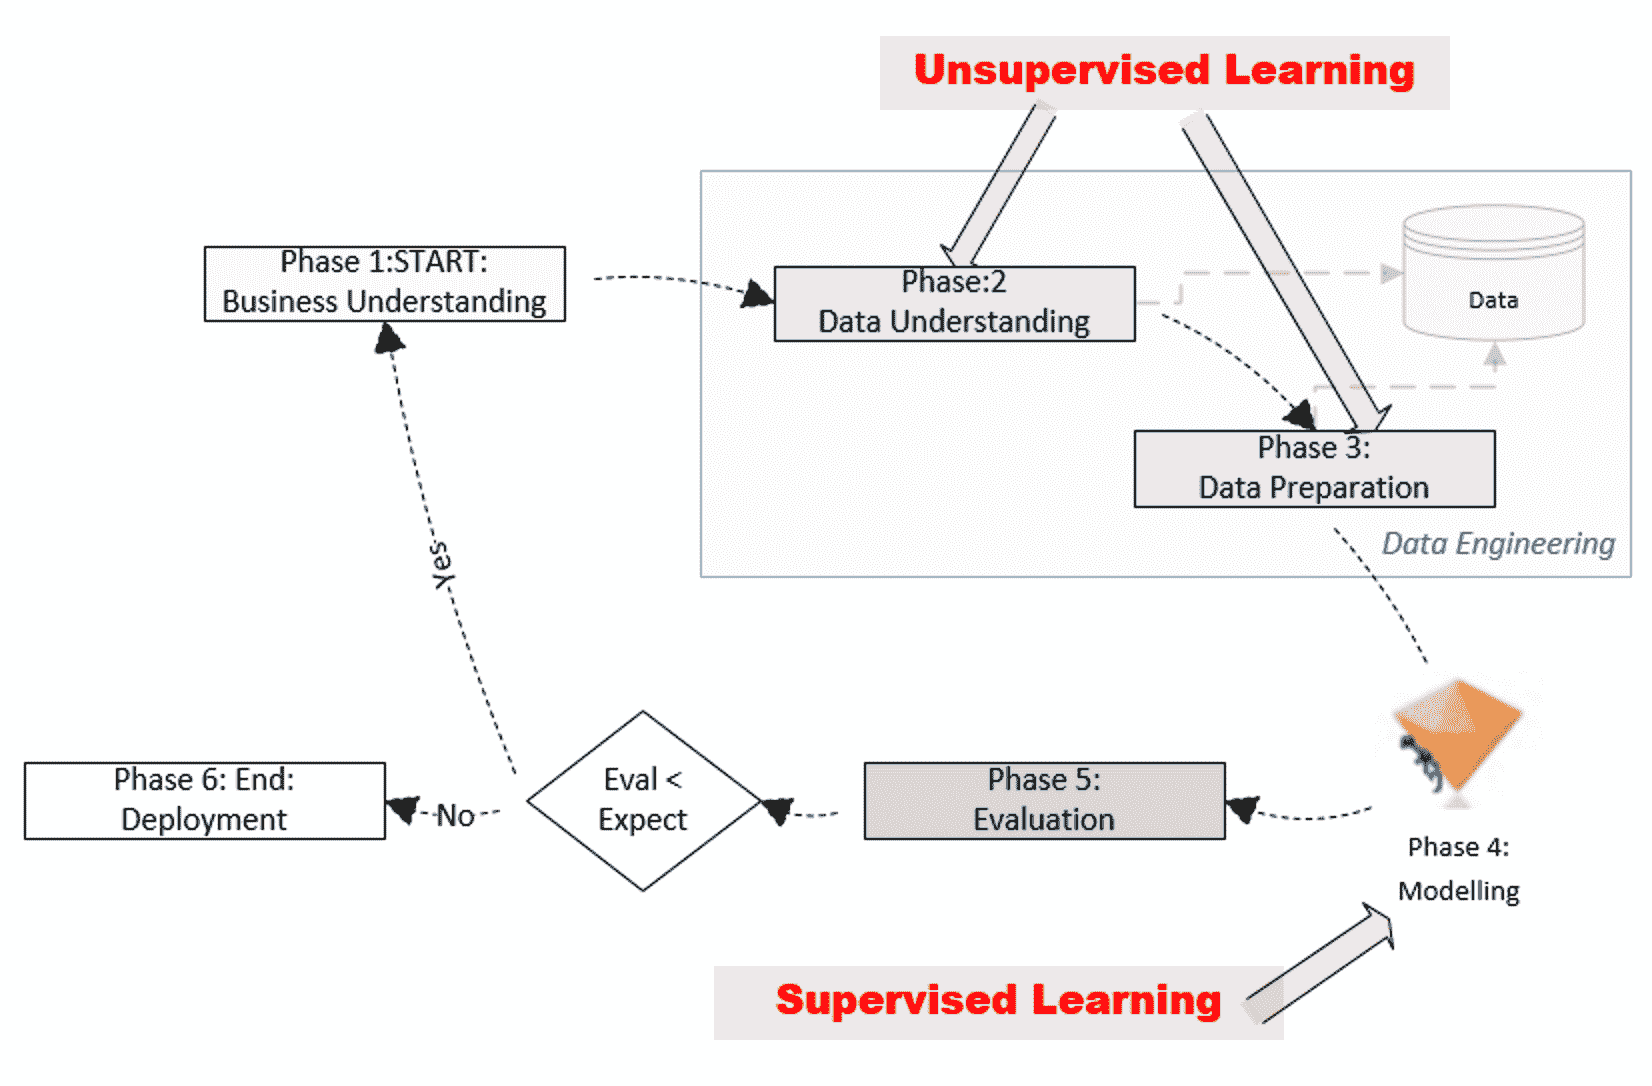 Unsupervised Learning
Phase 1:START:
Business Understanding
Phase:2
Data Understanding
Data
Phase 3:
Data Preparation
Data Engineering
Yes
Phase 6: End:
Deployment
No
Eval <
Expect
Phase 5:
Evaluation
Phase 4:
Modelling
Supervised Learning